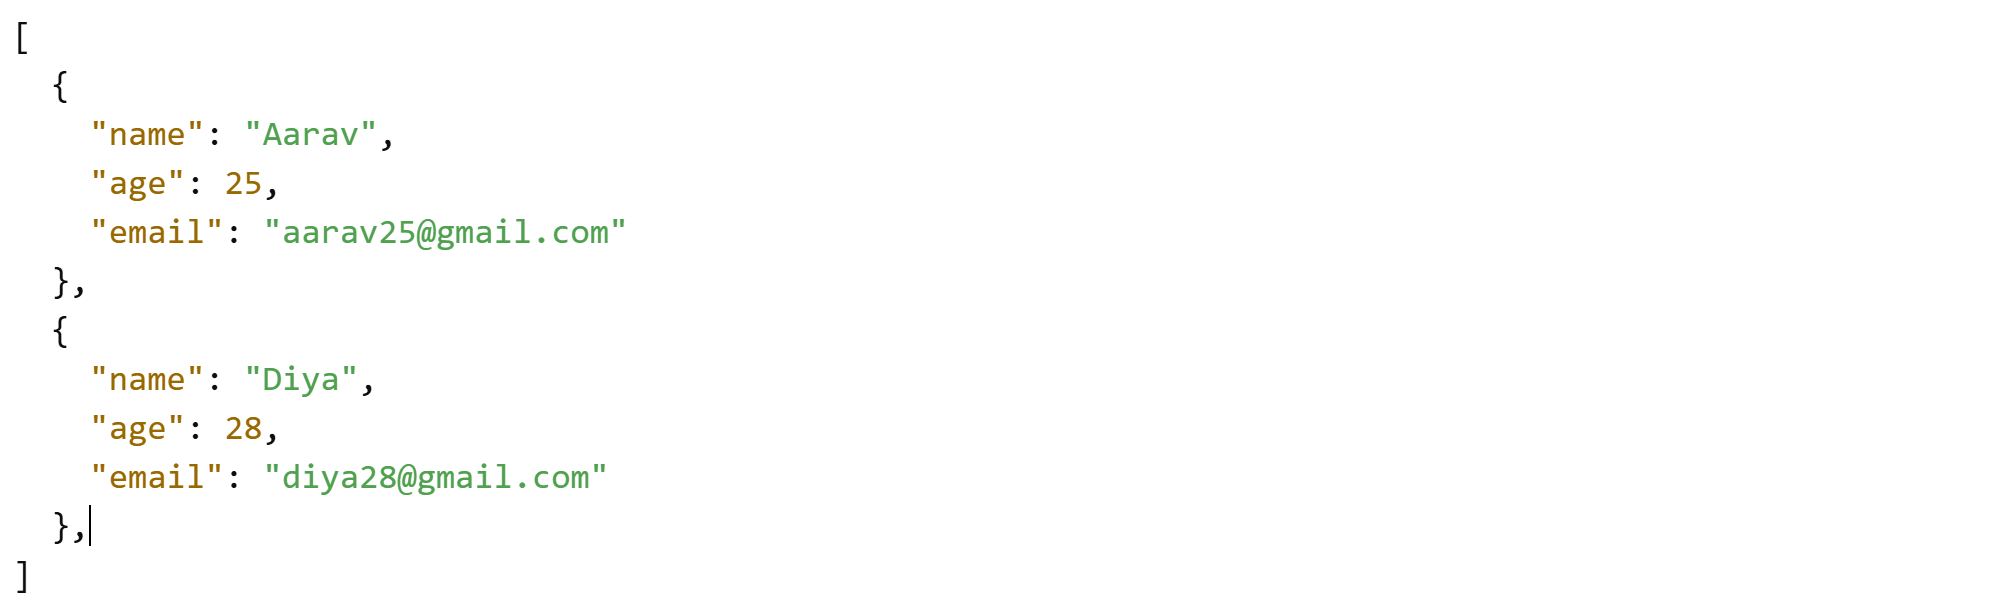 [
  {
    "name": "Aarav",
    "age": 25,
    "email": "aarav25@gmail.com"
  },
  {
    "name": "Diya",
    "age": 28,
    "email": "diya28@gmail.com"
  },
]